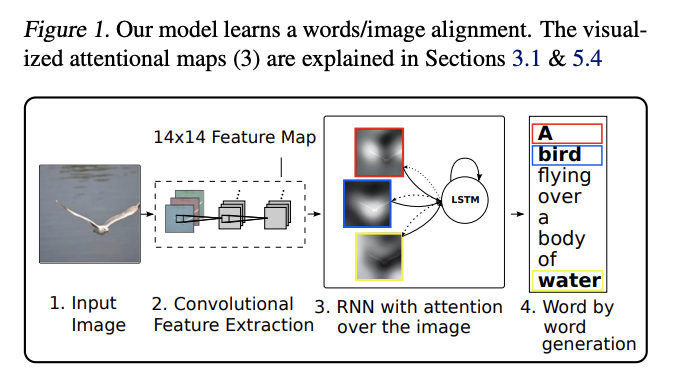 Figure 1. Our model learns a words/image alignment. The visual-
ized attentional maps (3) are explained in Sections 3.1 & 5.4
14x14 Feature Map
LSTM
A
bird
flying
over
a
body
of
water
1. Input
Image
2. Convolutional
Feature Extraction
3. RNN with attention
over the image
4. Word by
word
generation